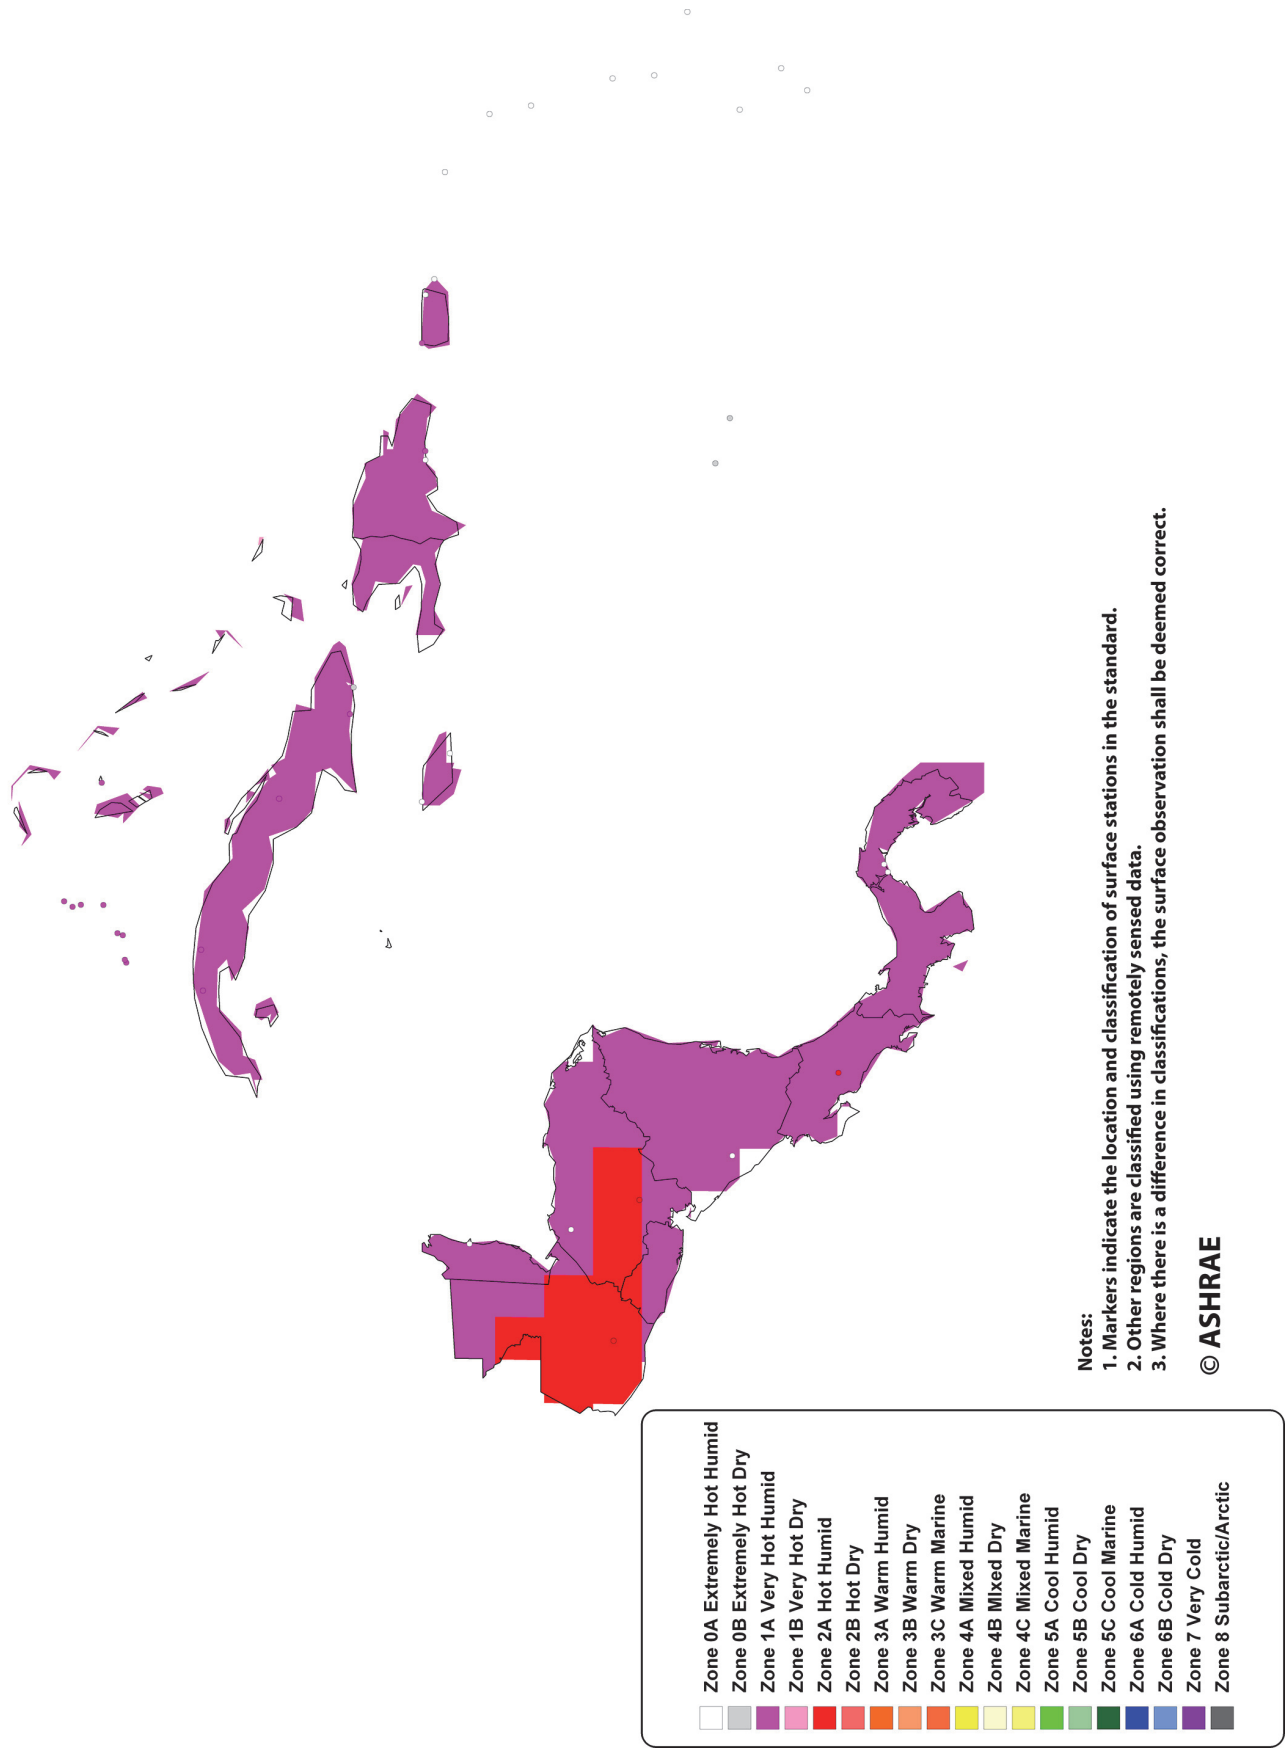 Zone 0A Extremely Hot Humid
Zone 0B Extremely Hot Dry
Zone 1A Very Hot Humid
Zone 1B Very Hot Dry
Zone 2A Hot Humid
Zone 2B Hot Dry
Zone 3A Warm Humid
Zone 3B Warm Dry
Zone 3C Warm Marine
Zone 4A Mixed Humid
Zone 4B MIxed Dry
Zone 4C Mixed Marine
Zone 5A Cool Humid
Zone 5B Cool Dry
Zone 5C Cool Marine
Zone 6A Cold Humid
Zone 6B Cold Dry
Zone 7 Very Cold
Zone 8 Subarctic/Arctic
Notes:
1. Markers indicate the location and classification of surface stations in the standard.
2. Other regions are classified using remotely sensed data.
3. Where there is a difference in classifications, the surface observation shall be deemed correct.
© ASHRAE